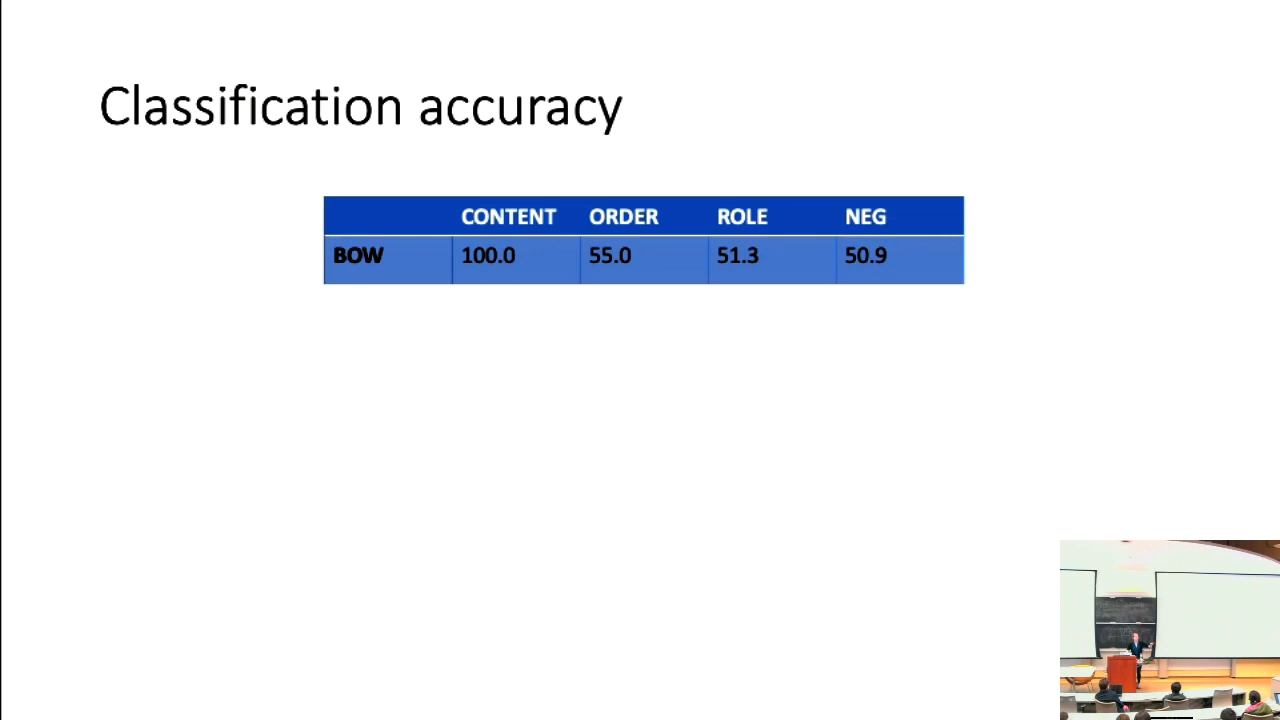 Classification accuracy
CONTENT ORDER ROLE NEG
BOW 100.0 55.0 51.3 50.9